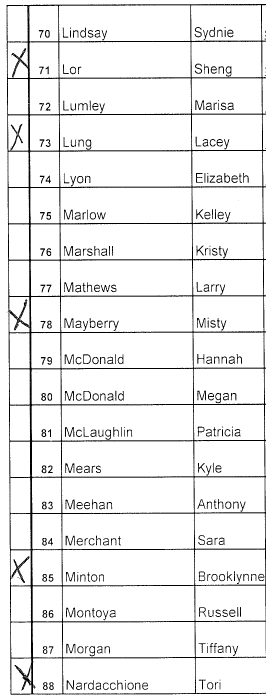 70 Lindsay Sydnie
X 71 Lor Sheng
72 Lumley Marisa
X 73 Lung Lacey
74 Lyon Elizabeth
75 Marlow Kelley
76 Marshall Kristy
77 Mathews Larry
X 78 Mayberry Misty
79 McDonald Hannah
80 McDonald Megan
81 McLaughlin Patricia
82 Mears Kyle
83 Meehan Anthony
84 Merchant Sara
X 85 Minton Brooklynne
86 Montoya Russell
87 Morgan Tiffany
X 88 Nardacchione Tori